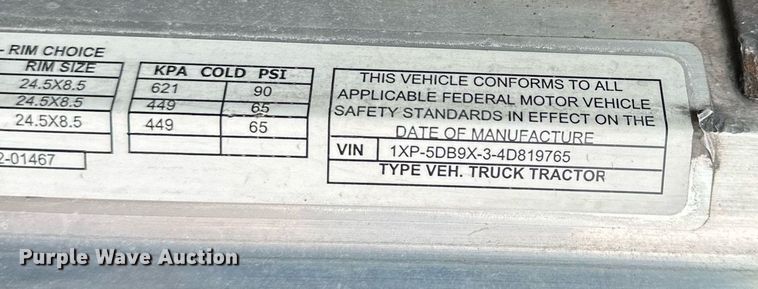 - RIM CHOICE
RIM SIZE
24.5X8.5
24.5X8.5
24.5X8.5
2-01467
KPA COLD PSI
621 90
449 65
449 65
THIS VEHICLE CONFORMS TO ALL
APPLICABLE FEDERAL MOTOR VEHICLE
SAFETY STANDARDS IN EFFECT ON THE
DATE OF MANUFACTURE
VIN 1XP-5DB9X-3-4D819765
TYPE VEH. TRUCK TRACTOR
Purple Wave Auction